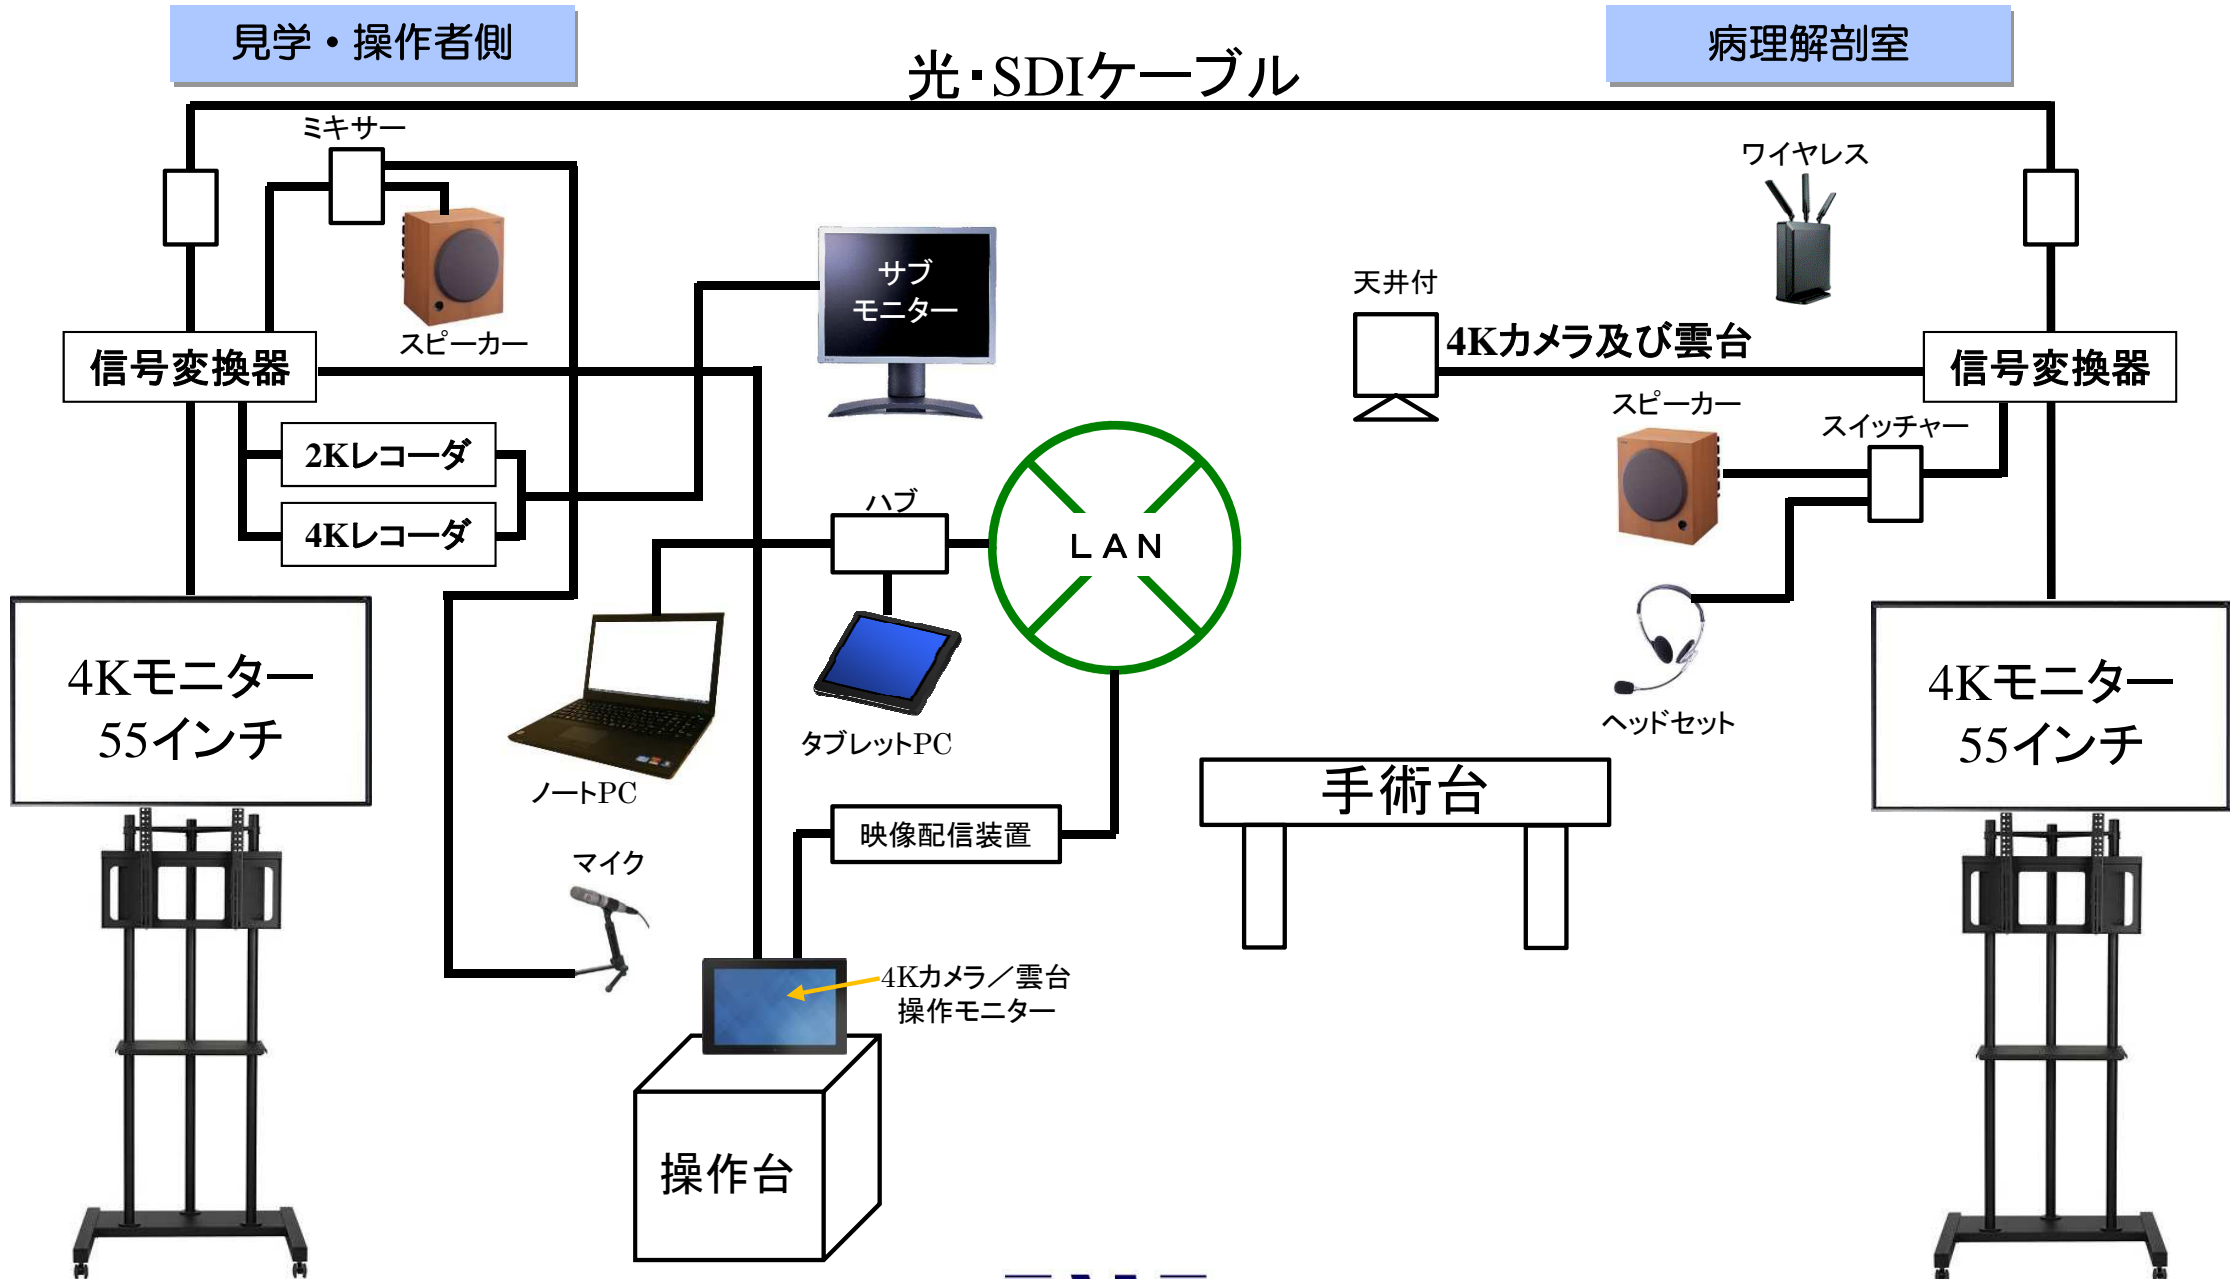 見学・操作者側
病理解剖室
光・SDIケーブル
ミキサー
ワイヤレス
サブ
モニター
天井付
スピーカー
4Kカメラ及び雲台
信号変換器
信号変換器
スピーカー
スイッチャー
2Kレコーダ
ハブ
4Kレコーダ
LAN
4Kモニター
55インチ
4Kモニター
55インチ
ヘッドセット
タブレットPC
ノートPC
手術台
映像配信装置
マイク
4Kカメラ／雲台
操作モニター
操作台